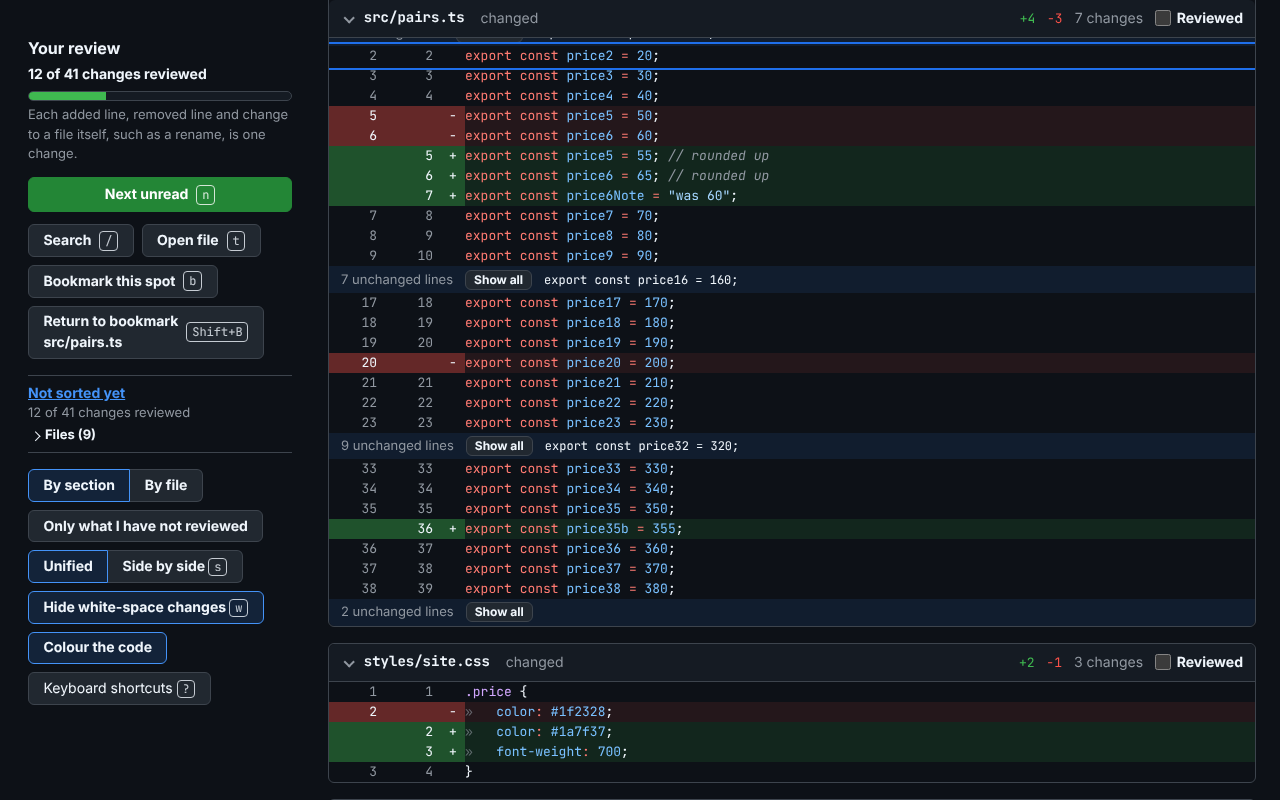 Your review
12 of 41 changes reviewed
Each added line, removed line and change
to a file itself, such as a rename, is one
change.
Next unread n
Search / Open file t
Bookmark this spot b
Return to bookmark
src/pairs.ts Shift+B
Not sorted yet
12 of 41 changes reviewed
Files (9)
By section By file
Only what I have not reviewed
Unified Side by side s
Hide white-space changes w
Colour the code
Keyboard shortcuts ?
src/pairs.ts changed +4 -3 7 changes Reviewed
2 2 export const price2 = 20;
3 3 export const price3 = 30;
4 4 export const price4 = 40;
5 - export const price5 = 50;
6 - export const price6 = 60;
5 + export const price5 = 55; // rounded up
6 + export const price6 = 65; // rounded up
7 + export const price6Note = "was 60";
7 8 export const price7 = 70;
8 9 export const price8 = 80;
9 10 export const price9 = 90;
7 unchanged lines Show all export const price16 = 160;
17 18 export const price17 = 170;
18 19 export const price18 = 180;
19 20 export const price19 = 190;
20 - export const price20 = 200;
21 21 export const price21 = 210;
22 22 export const price22 = 220;
23 23 export const price23 = 230;
9 unchanged lines Show all export const price32 = 320;
33 33 export const price33 = 330;
34 34 export const price34 = 340;
35 35 export const price35 = 350;
36 + export const price35b = 355;
36 37 export const price36 = 360;
37 38 export const price37 = 370;
38 39 export const price38 = 380;
2 unchanged lines Show all
styles/site.css changed +2 -1 3 changes Reviewed
1 1 .price {
2 - » color: #1f2328;
2 + » color: #1a7f37;
3 + » font-weight: 700;
3 4 }